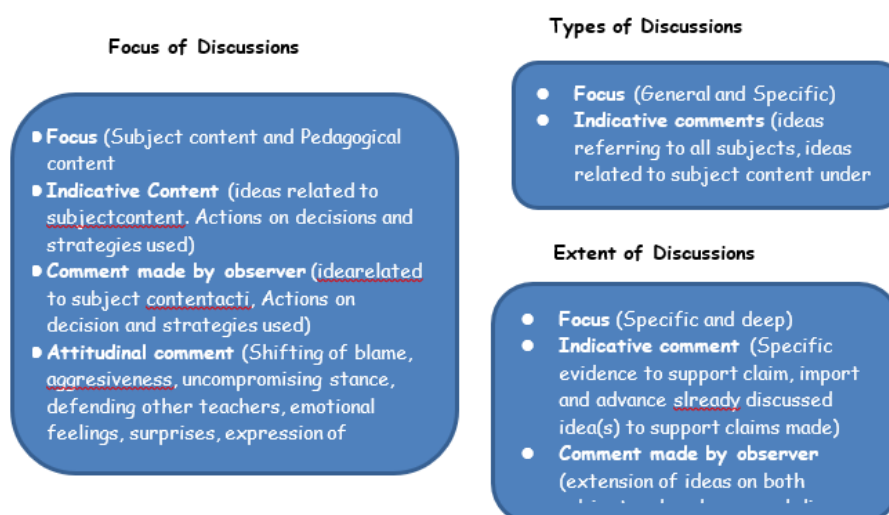 Focus of Discussions
Focus (Subject content and Pedagogical
content
Indicative Content (ideas related to
subjectcontent. Actions on decisions and
strategies used)
Comment made by observer (idearelated
to subject contentacti, Actions on
decision and strategies used)
Attitudinal comment (Shifting of blame,
aggresiveness, uncompromising stance,
defending other teachers, emotional
feelings, surprises, expression of
Types of Discussions
Focus (General and Specific)
Indicative comments (ideas
referring to all subjects, ideas
related to subject content under
Extent of Discussions
Focus (Specific and deep)
Indicative comment (Specific
evidence to support claim, import
and advance slready discussed
idea(s) to support claims made)
Comment made by observer
(extension of ideas on both